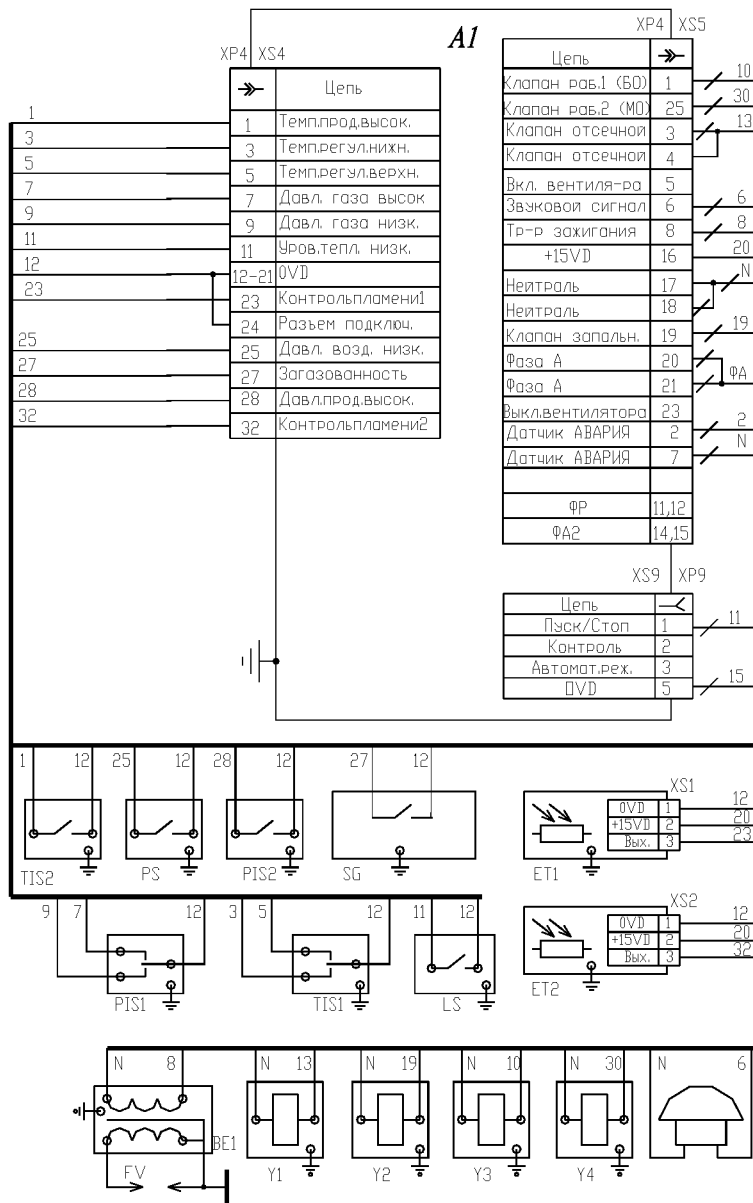 A1
XP4 XS4
Цепь
1 1 Темп.прод.высок.
3 3 Темп.регул.нижн.
5 5 Темп.регул.верхн.
7 7 Давл. газа высок
9 9 Давл. газа низк.
11 11 Уров.тепл. низк.
12 12-21 0VD
23 23 Контрольпламени1
24 Разъем подключ.
25 25 Давл. возд. низк.
27 27 Загазованность
28 28 Давл.прод.высок.
32 32 Контрольпламени2
XP4 XS5
Цепь
Клапан раб.1 (БО) 1 10
Клапан раб.2 (МО) 25 30
Клапан отсечной 3 13
Клапан отсечной 4
Вкл. вентиля-ра 5
Звуковой сигнал 6 6
Тр-р зажигания 8 8
+15VD 16 20
Нейтраль 17 N
Нейтраль 18
Клапан запальн. 19 19
Фаза А 20
Фаза А 21 ФА
Выкл.вентилятора 23
Датчик АВАРИЯ 2 2
Датчик АВАРИЯ 7 N
ФР 11,12
ФА2 14,15
XS9 XP9
Цепь
Пуск/Стоп 1 11
Контроль 2
Автомат.реж. 3
0VD 5 15
1 12 25 12 28 12 27 12
TIS2 PS PIS2 SG
XS1
0VD 1 12
+15VD 2 20
Вых. 3 23
ET1
9 7 12 3 5 12 11 12
PIS1 TIS1 LS
XS2
0VD 1 12
+15VD 2 20
Вых. 3 32
ET2
N 8 N 13 N 19 N 10 N 30 N 6
BE1
FV Y1 Y2 Y3 Y4